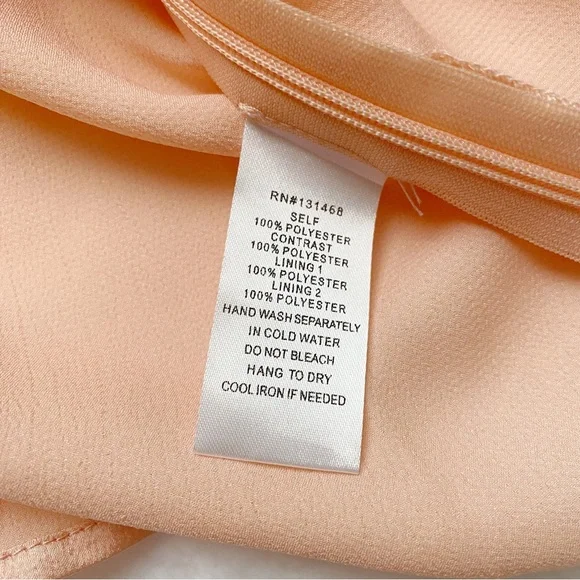 RN#131468
SELF
100% POLYESTER
CONTRAST
100% POLYESTER
LINING 1
100% POLYESTER
LINING 2
100% POLYESTER
HAND WASH SEPARATELY
IN COLD WATER
DO NOT BLEACH
HANG TO DRY
COOL IRON IF NEEDED